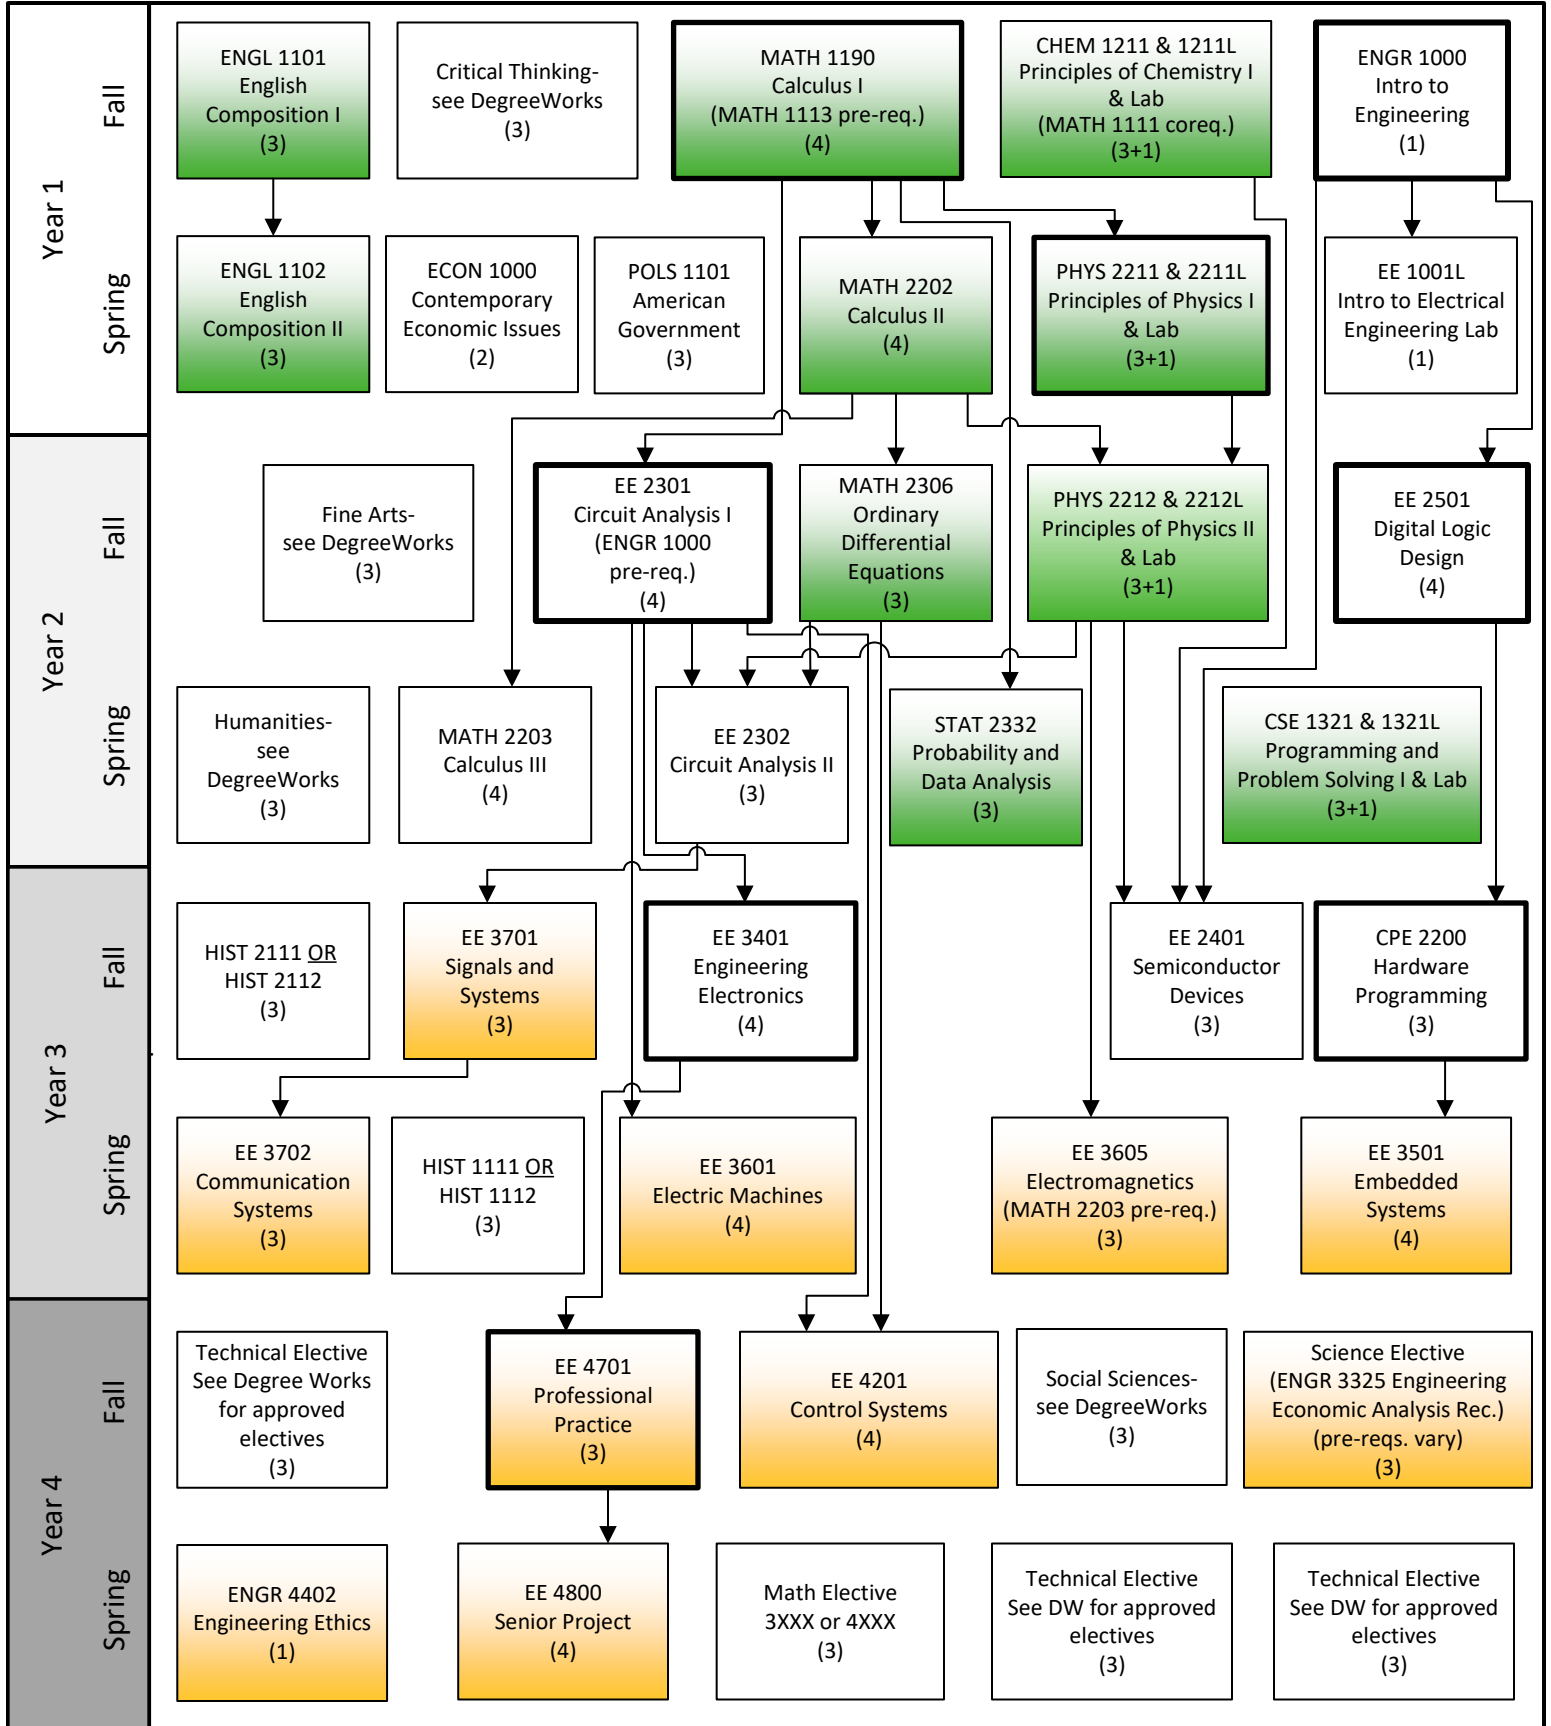 Year 1
Fall
ENGL 1101
English
Composition I
(3)
Critical Thinking-
see DegreeWorks
(3)
MATH 1190
Calculus I
(MATH 1113 pre-req.)
(4)
CHEM 1211 & 1211L
Principles of Chemistry I
& Lab
(MATH 1111 coreq.)
(3+1)
ENGR 1000
Intro to
Engineering
(1)
Spring
ENGL 1102
English
Composition II
(3)
ECON 1000
Contemporary
Economic Issues
(2)
POLS 1101
American
Government
(3)
MATH 2202
Calculus II
(4)
PHYS 2211 & 2211L
Principles of Physics I
& Lab
(3+1)
EE 1001L
Intro to Electrical
Engineering Lab
(1)
Year 2
Fall
Fine Arts-
see DegreeWorks
(3)
EE 2301
Circuit Analysis I
(ENGR 1000
pre-req.)
(4)
MATH 2306
Ordinary
Differential
Equations
(3)
PHYS 2212 & 2212L
Principles of Physics II
& Lab
(3+1)
EE 2501
Digital Logic
Design
(4)
Spring
Humanities-
see
DegreeWorks
(3)
MATH 2203
Calculus III
(4)
EE 2302
Circuit Analysis II
(3)
STAT 2332
Probability and
Data Analysis
(3)
CSE 1321 & 1321L
Programming and
Problem Solving I & Lab
(3+1)
Year 3
Fall
HIST 2111 OR
HIST 2112
(3)
EE 3701
Signals and
Systems
(3)
EE 3401
Engineering
Electronics
(4)
EE 2401
Semiconductor
Devices
(3)
CPE 2200
Hardware
Programming
(3)
Spring
EE 3702
Communication
Systems
(3)
HIST 1111 OR
HIST 1112
(3)
EE 3601
Electric Machines
(4)
EE 3605
Electromagnetics
(MATH 2203 pre-req.)
(3)
EE 3501
Embedded
Systems
(4)
Year 4
Fall
Technical Elective
See Degree Works
for approved
electives
(3)
EE 4701
Professional
Practice
(3)
EE 4201
Control Systems
(4)
Social Sciences-
see DegreeWorks
(3)
Science Elective
(ENGR 3325 Engineering
Economic Analysis Rec.)
(pre-reqs. vary)
(3)
Spring
ENGR 4402
Engineering Ethics
(1)
EE 4800
Senior Project
(4)
Math Elective
3XXX or 4XXX
(3)
Technical Elective
See DW for approved
electives
(3)
Technical Elective
See DW for approved
electives
(3)